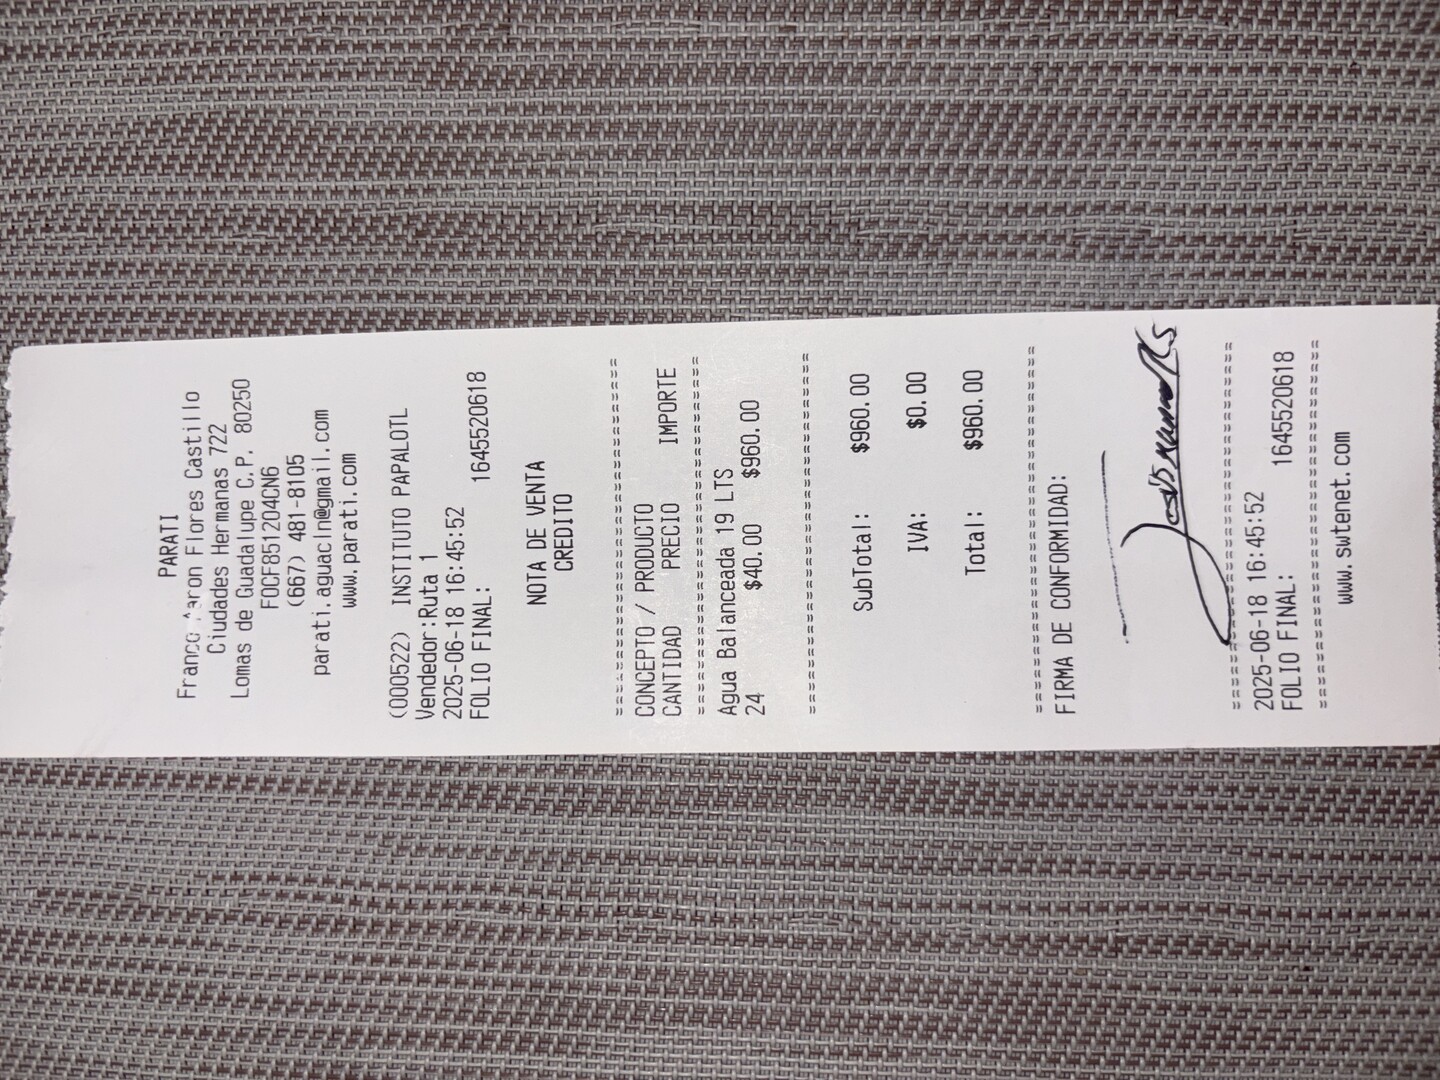 PARATI
Franco Aaron Flores Castillo
Ciudades Hermanas 722
Lomas de Guadalupe C.P. 80250
FOCF851204CN6
(667) 481-8105
parati.aguacln@gmail.com
www.parati.com
(000522) INSTITUTO PAPALOTL
Vendedor:Ruta 1
2025-06-18 16:45:52
FOLIO FINAL: 1645520618
NOTA DE VENTA
CREDITO
==============================
CONCEPTO / PRODUCTO
CANTIDAD PRECIO IMPORTE
==============================
Agua Balanceada 19 LTS
24 $40.00 $960.00
==============================
SubTotal: $960.00
IVA: $0.00
Total: $960.00
==============================
FIRMA DE CONFORMIDAD:
==============================
2025-06-18 16:45:52
FOLIO FINAL: 1645520618
==============================
www.swtenet.com